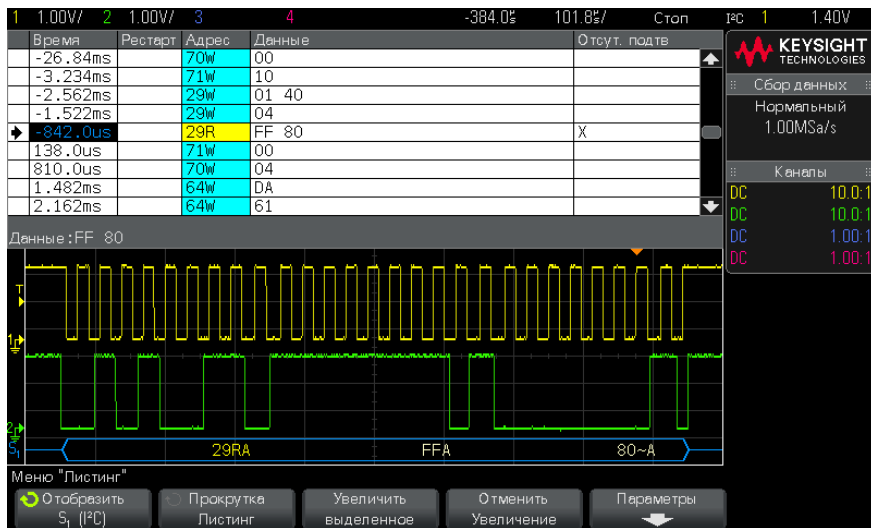 1 1.00V/ 2 1.00V/ 3 4 -384.0us 101.8us/ Стоп I²C 1 1.40V
Время Рестарт Адрес Данные Отсут. подтв
-26.84ms 70W 00
-3.234ms 71W 10
-2.562ms 29W 01 40
-1.522ms 29W 04
-842.0us 29R FF 80 X
138.0us 71W 00
810.0us 70W 04
1.482ms 64W DA
2.162ms 64W 61
Данные:FF 80
KEYSIGHT
TECHNOLOGIES
Сбор данных
Нормальный
1.00MSa/s
Каналы
DC 10.0:1
DC 10.0:1
DC 1.00:1
DC 1.00:1
T
1
2
S₁ 29RA FFA 80~A
Меню "Листинг"
Отобразить
S₁ (I²C)
Прокрутка
Листинг
Увеличить
выделенное
Отменить
Увеличение
Параметры